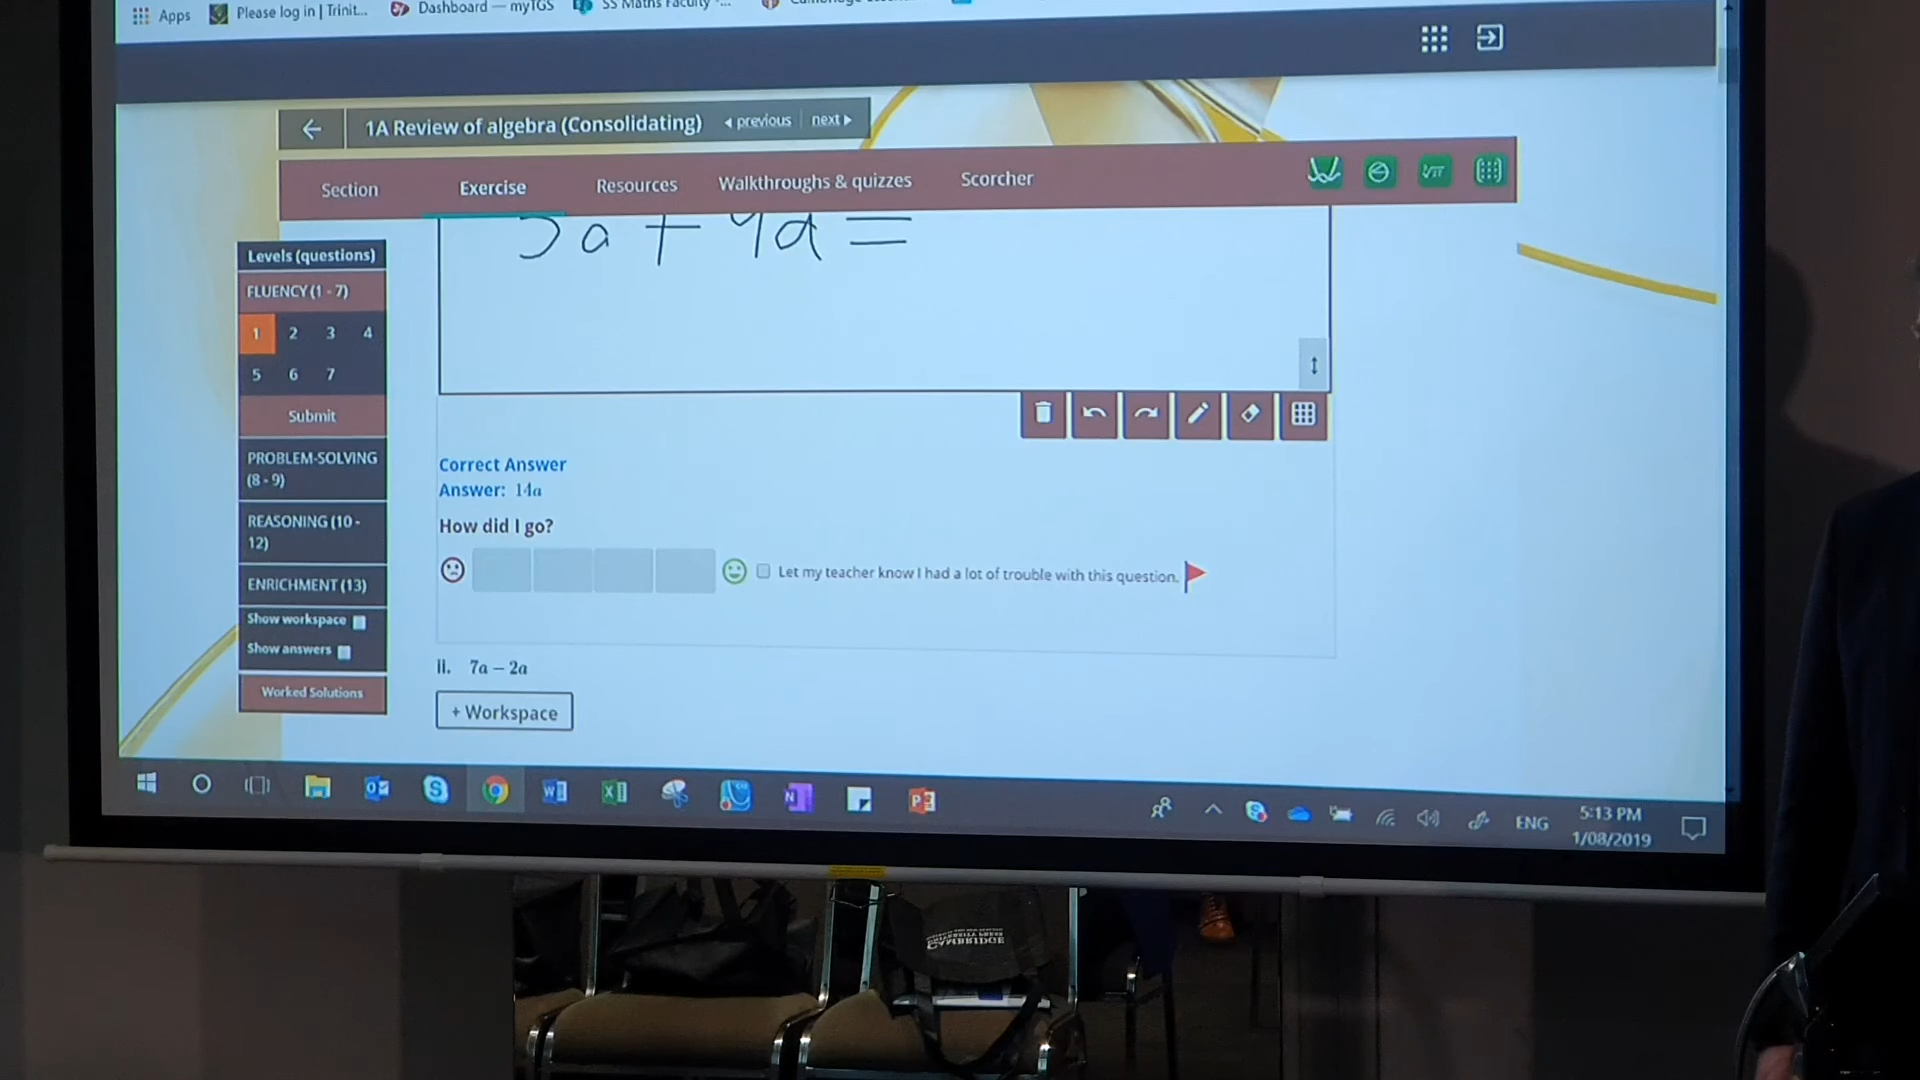 Apps Please log in | Trinit... Dashboard — myTGS SS Maths Faculty -...
1A Review of algebra (Consolidating) previous next
Section Exercise Resources Walkthroughs & quizzes Scorcher
5a + 9a =
Levels (questions)
FLUENCY (1 - 7)
1 2 3 4
5 6 7
Submit
PROBLEM-SOLVING
(8 - 9)
REASONING (10 -
12)
ENRICHMENT (13)
Show workspace
Show answers
Worked Solutions
Correct Answer
Answer: 14a
How did I go?
Let my teacher know I had a lot of trouble with this question.
ii. 7a – 2a
+ Workspace
ENG
5:13 PM
1/08/2019
CAMBRIDGE
UNIVERSITY PRESS